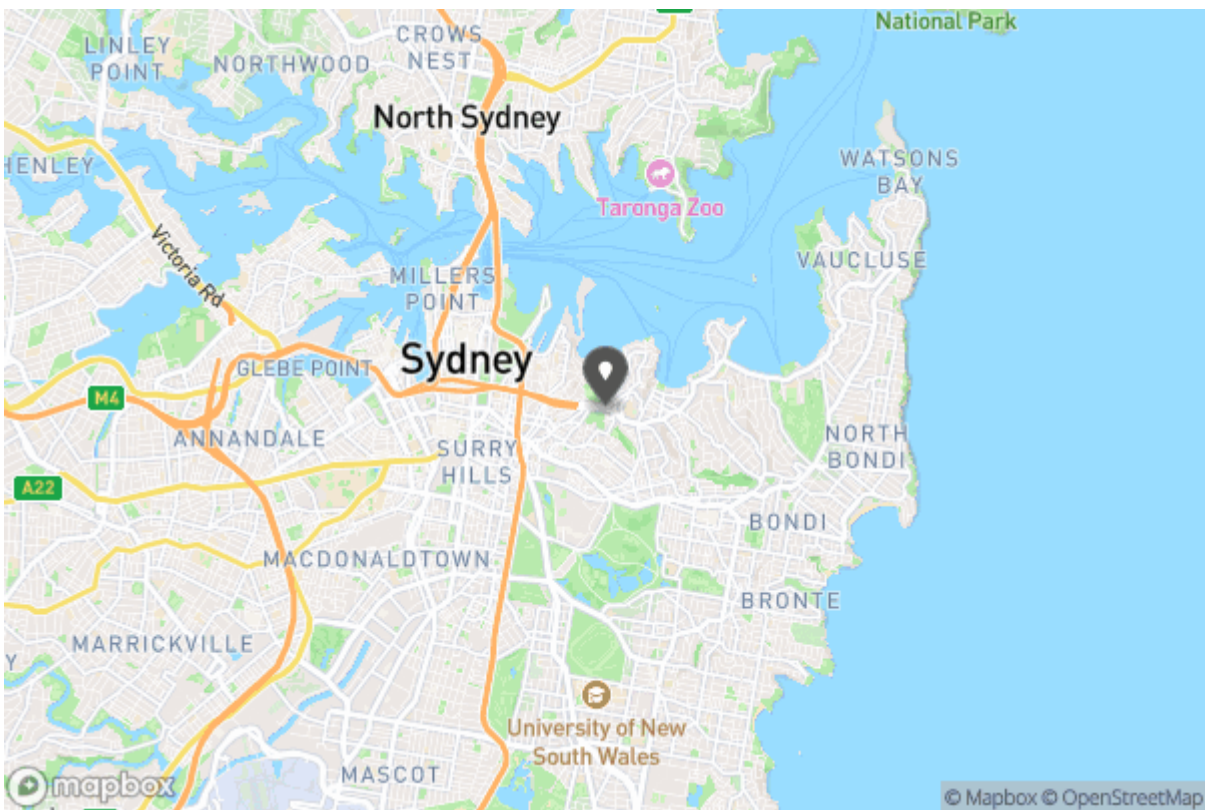 National Park
CROWS
NEST
LINLEY
POINT
NORTHWOOD
North Sydney
HENLEY
WATSONS
BAY
Taronga Zoo
Victoria Rd
VAUCLUSE
MILLERS
POINT
Sydney
GLEBE POINT
M4
ANNANDALE
NORTH
BONDI
SURRY
HILLS
A22
BONDI
MACDONALDTOWN
BRONTE
MARRICKVILLE
Y
University of New
South Wales
MASCOT
mapbox
© Mapbox © OpenStreetMap